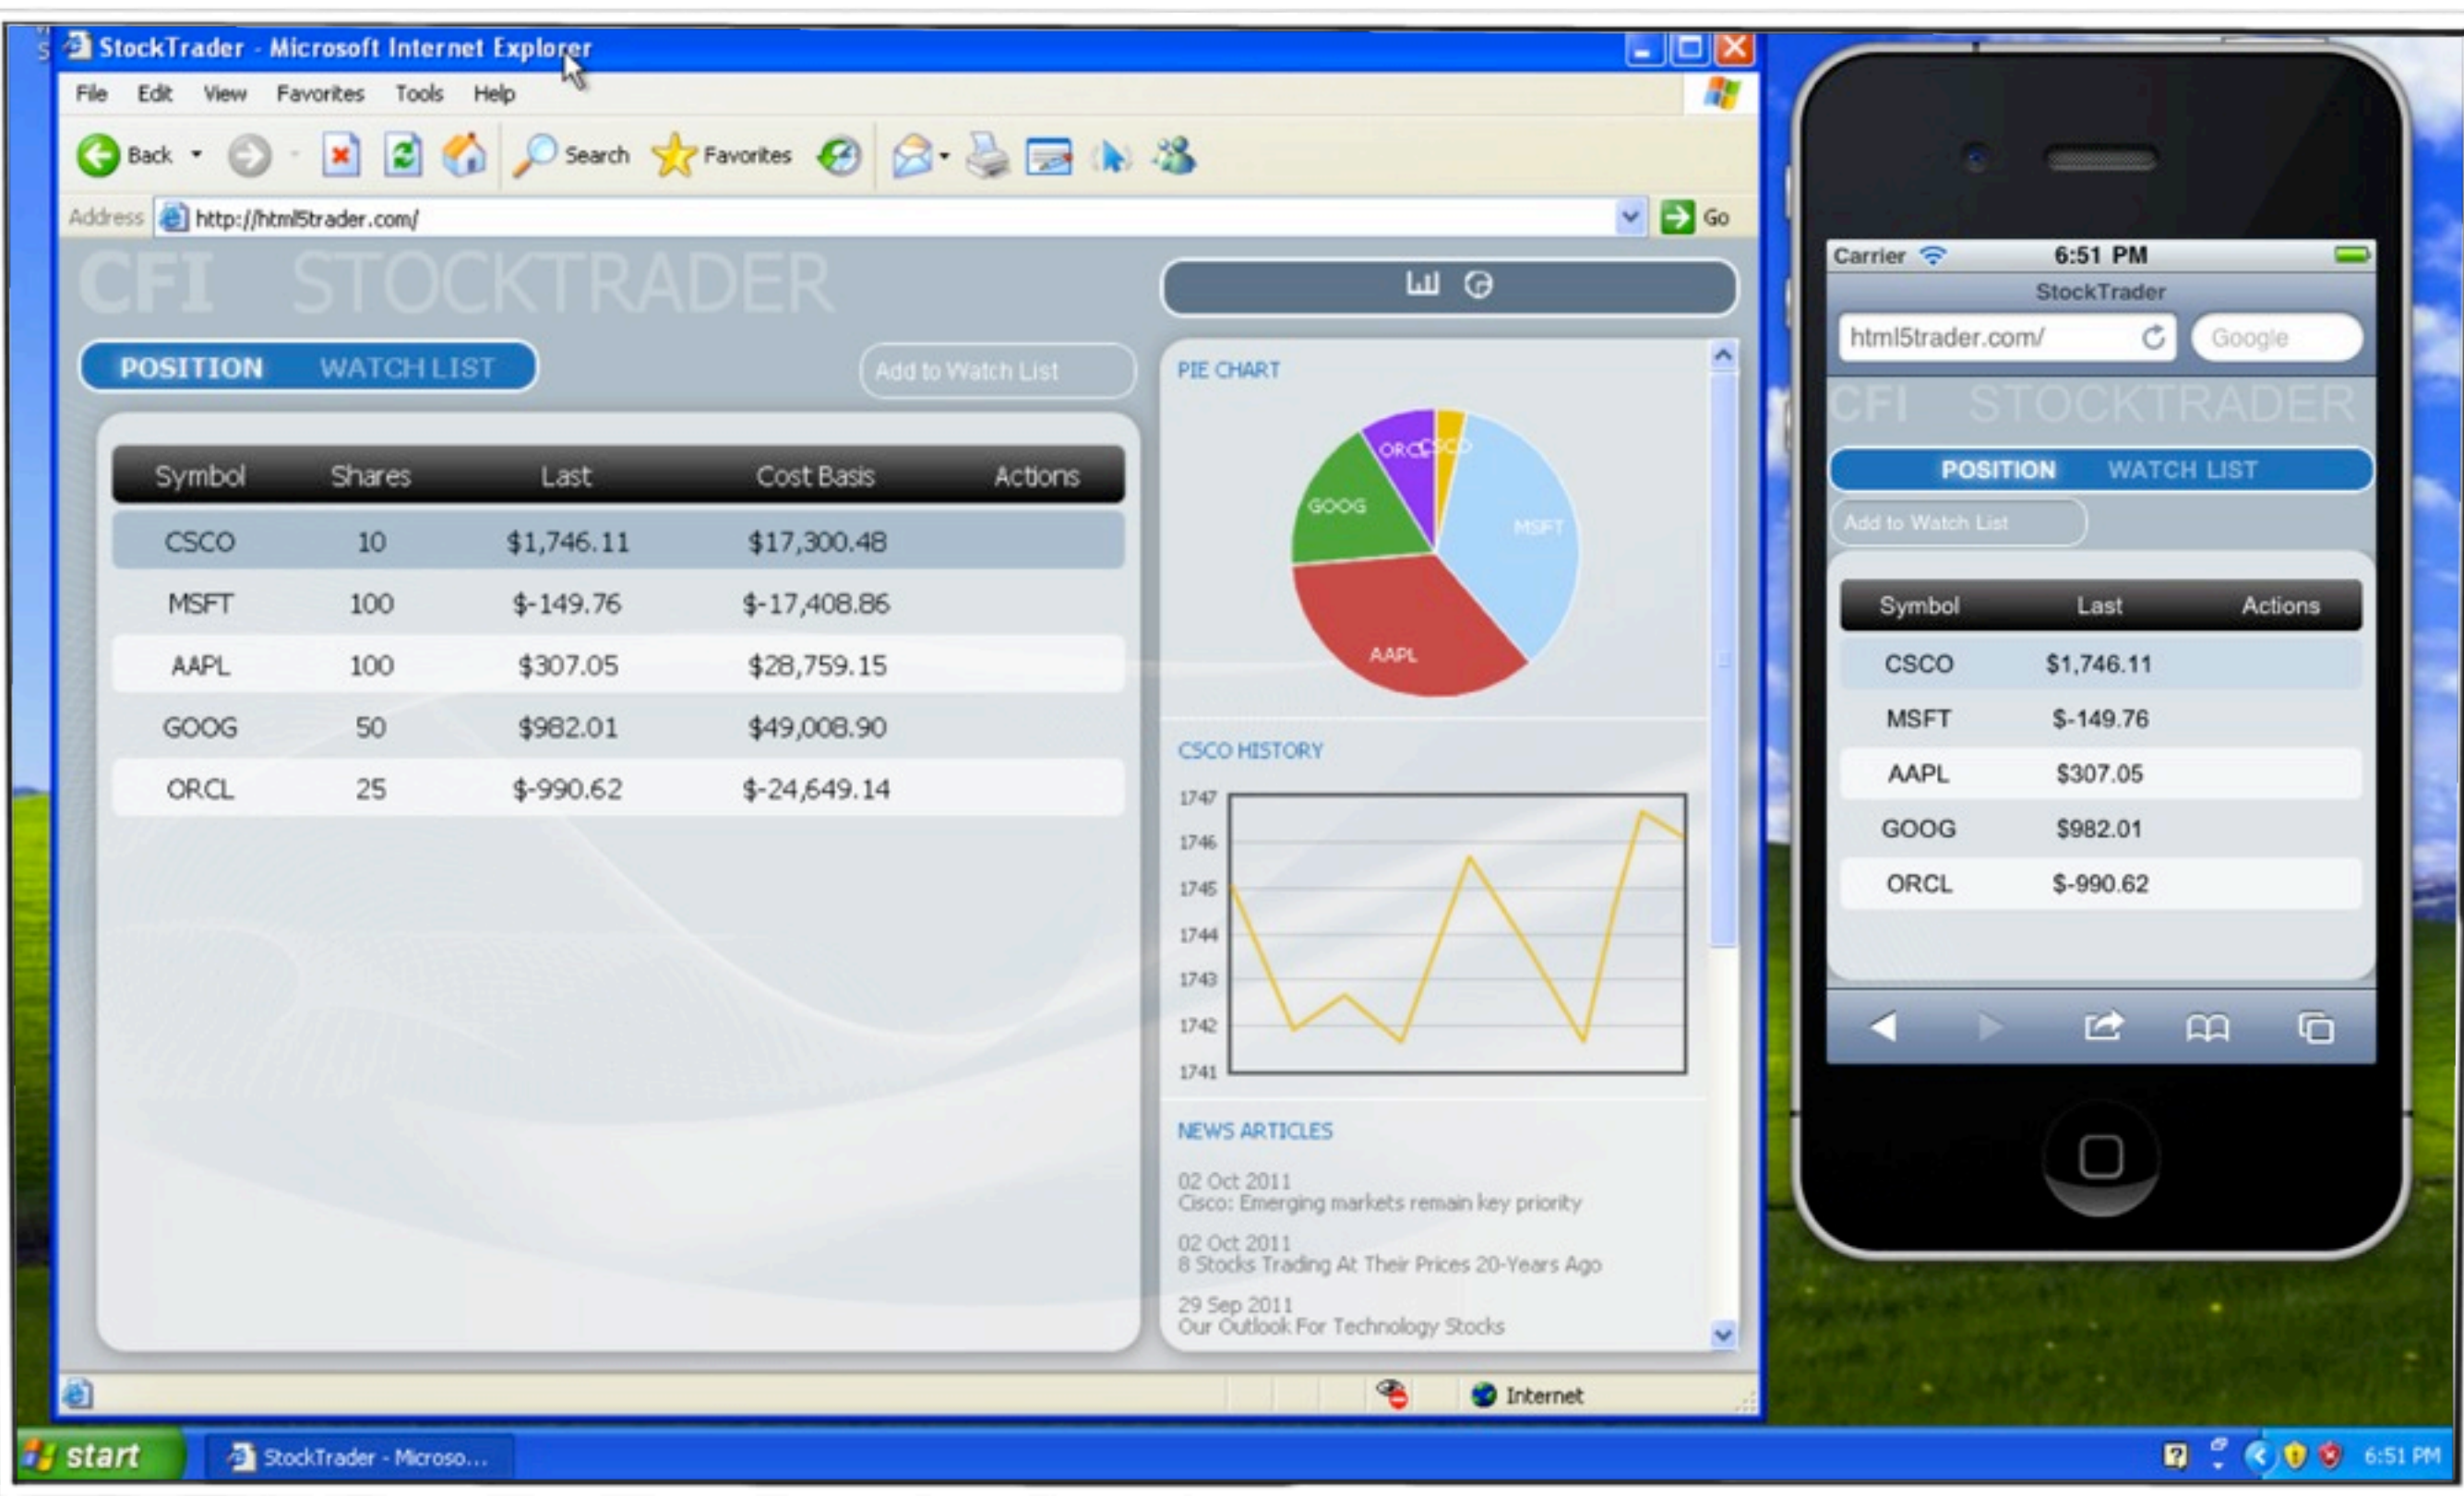 StockTrader - Microsoft Internet Explorer
File Edit View Favorites Tools Help
Back Search Favorites
Address http://html5trader.com/ Go
CFI STOCKTRADER
POSITION WATCH LIST Add to Watch List
Symbol Shares Last Cost Basis Actions
CSCO 10 $1,746.11 $17,300.48
MSFT 100 $-149.76 $-17,408.86
AAPL 100 $307.05 $28,759.15
GOOG 50 $982.01 $49,008.90
ORCL 25 $-990.62 $-24,649.14
PIE CHART
ORCL CSCO
GOOG MSFT
AAPL
CSCO HISTORY
1747
1746
1745
1744
1743
1742
1741
NEWS ARTICLES
02 Oct 2011
Cisco: Emerging markets remain key priority
02 Oct 2011
8 Stocks Trading At Their Prices 20-Years Ago
29 Sep 2011
Our Outlook For Technology Stocks
Internet
Carrier 6:51 PM
StockTrader
html5trader.com/ Google
CFI STOCKTRADER
POSITION WATCH LIST
Add to Watch List
Symbol Last Actions
CSCO $1,746.11
MSFT $-149.76
AAPL $307.05
GOOG $982.01
ORCL $-990.62
start StockTrader - Microso... 6:51 PM